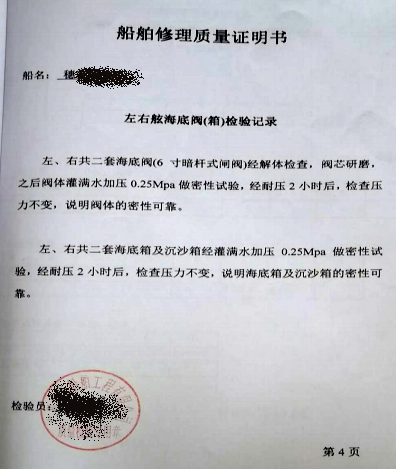 船舶修理质量证明书
船名：穗
左右舷海底阀(箱)检验记录
左、右共二套海底阀(6 寸暗杆式闸阀)经解体检查，阀芯研磨，
之后阀体灌满水加压 0.25Mpa 做密性试验，经耐压 2 小时后，检查压
力不变，说明阀体的密性可靠。
左、右共二套海底箱及沉沙箱经灌满水加压 0.25Mpa 做密性试
验，经耐压 2 小时后，检查压力不变，说明海底箱及沉沙箱的密性可
靠。
检验员：
工程有
第 4 页